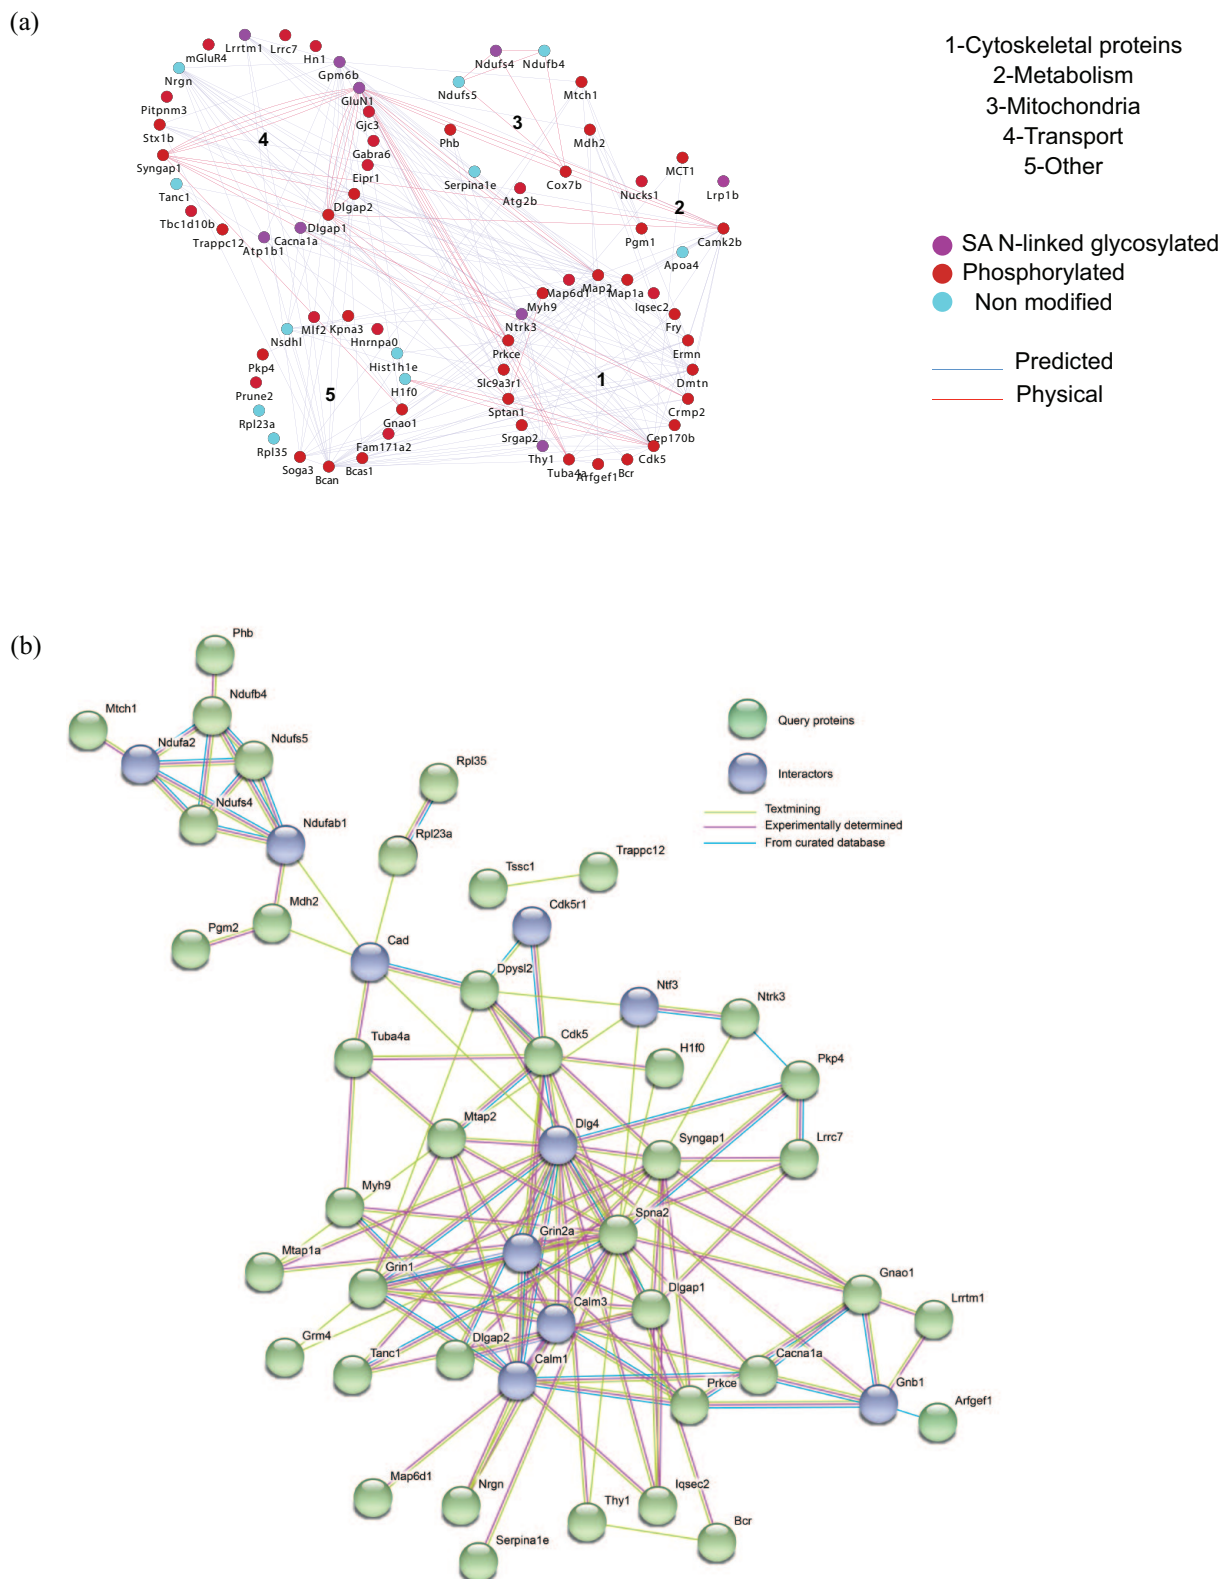 (a)
1-Cytoskeletal proteins
2-Metabolism
3-Mitochondria
4-Transport
5-Other
SA N-linked glycosylated
Phosphorylated
Non modified
Predicted
Physical
Lrrtm1
Lrrc7
mGluR4
Hn1
Nrgn
Gpm6b
Pitpnm3
GluN1
Stx1b
Gjc3
4
Gabra6
Syngap1
Eipr1
Tanc1
Dlgap2
Tbc1d10b
Dlgap1
Trappc12
Cacna1a
Atp1b1
Ndufs4
Ndufb4
Ndufs5
Mtch1
3
Phb
Mdh2
Serpina1e
Cox7b
Atg2b
MCT1
Nucks1
Lrp1b
2
Pgm1
Camk2b
Apoa4
Map2
Map6d1
Map1a
Myh9
Iqsec2
Ntrk3
Fry
Prkce
Ermn
Slc9a3r1
1
Dmtn
Sptan1
Crmp2
Srgap2
Cep170b
Thy1
Cdk5
Tuba4a
Arfgef1
Bcr
Mlf2
Kpna3
Nsdhl
Hnrnpa0
Pkp4
Hist1h1e
Prune2
5
H1f0
Rpl23a
Gnao1
Rpl35
Fam171a2
Soga3
Bcas1
Bcan
(b)
Phb
Ndufb4
Mtch1
Ndufa2
Ndufs5
Ndufs4
Ndufab1
Rpl35
Rpl23a
Query proteins
Interactors
Textmining
Experimentally determined
From curated database
Tssc1
Trappc12
Mdh2
Pgm2
Cad
Cdk5r1
Dpysl2
Ntf3
Ntrk3
Tuba4a
Cdk5
H1f0
Pkp4
Mtap2
Dlg4
Syngap1
Lrrc7
Myh9
Spna2
Mtap1a
Grin2a
Grin1
Dlgap1
Gnao1
Calm3
Lrrtm1
Grm4
Tanc1
Dlgap2
Calm1
Cacna1a
Prkce
Gnb1
Arfgef1
Map6d1
Nrgn
Thy1
Iqsec2
Serpina1e
Bcr